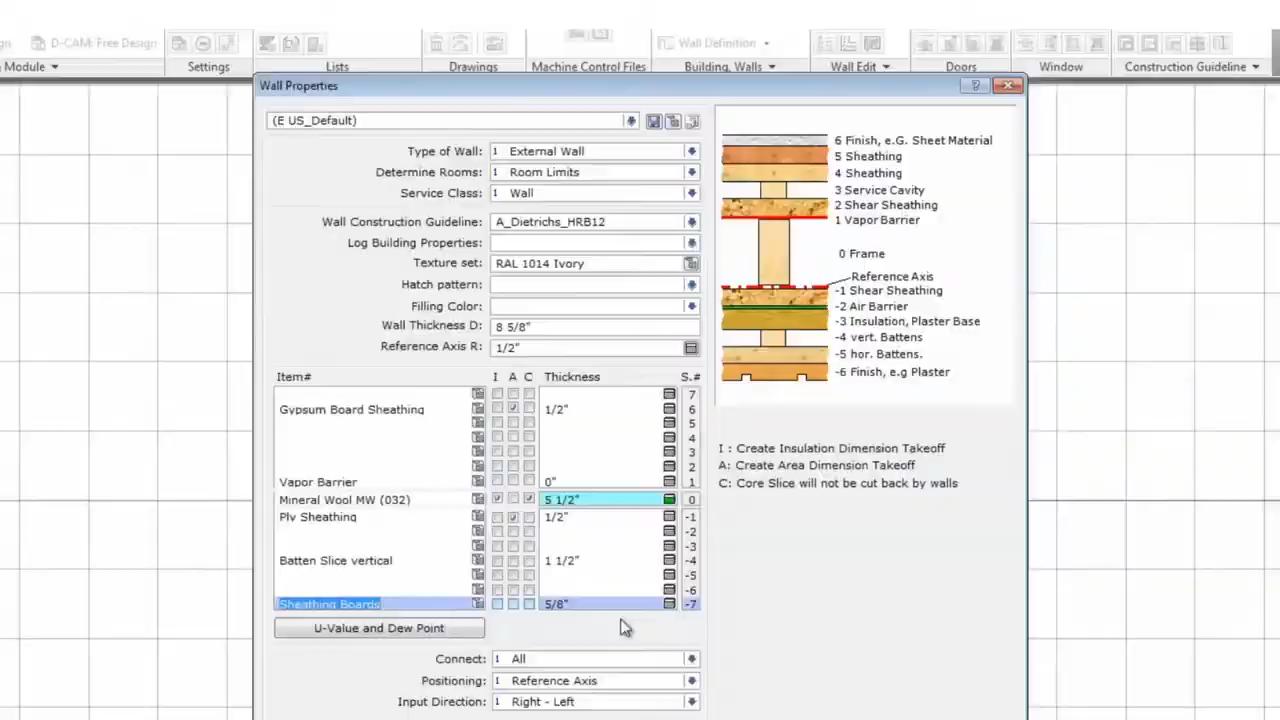 gn D-CAM: Free Design Wall Definition
Module Settings Lists Drawings Machine Control Files Building, Walls Wall Edit Doors Window Construction Guideline
Wall Properties ?
(E US_Default)
Type of Wall: 1 External Wall
Determine Rooms: 1 Room Limits
Service Class: 1 Wall
Wall Construction Guideline: A_Dietrichs_HRB12
Log Building Properties:
Texture set: RAL 1014 Ivory
Hatch pattern:
Filling Color:
Wall Thickness D: 8 5/8"
Reference Axis R: 1/2"
Item# I A C Thickness S.#
7
Gypsum Board Sheathing 1/2" 6
5
4
3
2
Vapor Barrier 0" 1
Mineral Wool MW (032) 5 1/2" 0
Ply Sheathing 1/2" -1
-2
-3
Batten Slice vertical 1 1/2" -4
-5
-6
Sheathing Boards 5/8" -7
U-Value and Dew Point
Connect: 1 All
Positioning: 1 Reference Axis
Input Direction: 1 Right - Left
6 Finish, e.G. Sheet Material
5 Sheathing
4 Sheathing
3 Service Cavity
2 Shear Sheathing
1 Vapor Barrier
0 Frame
Reference Axis
-1 Shear Sheathing
-2 Air Barrier
-3 Insulation, Plaster Base
-4 vert. Battens
-5 hor. Battens.
-6 Finish, e.g Plaster
I : Create Insulation Dimension Takeoff
A: Create Area Dimension Takeoff
C: Core Slice will not be cut back by walls